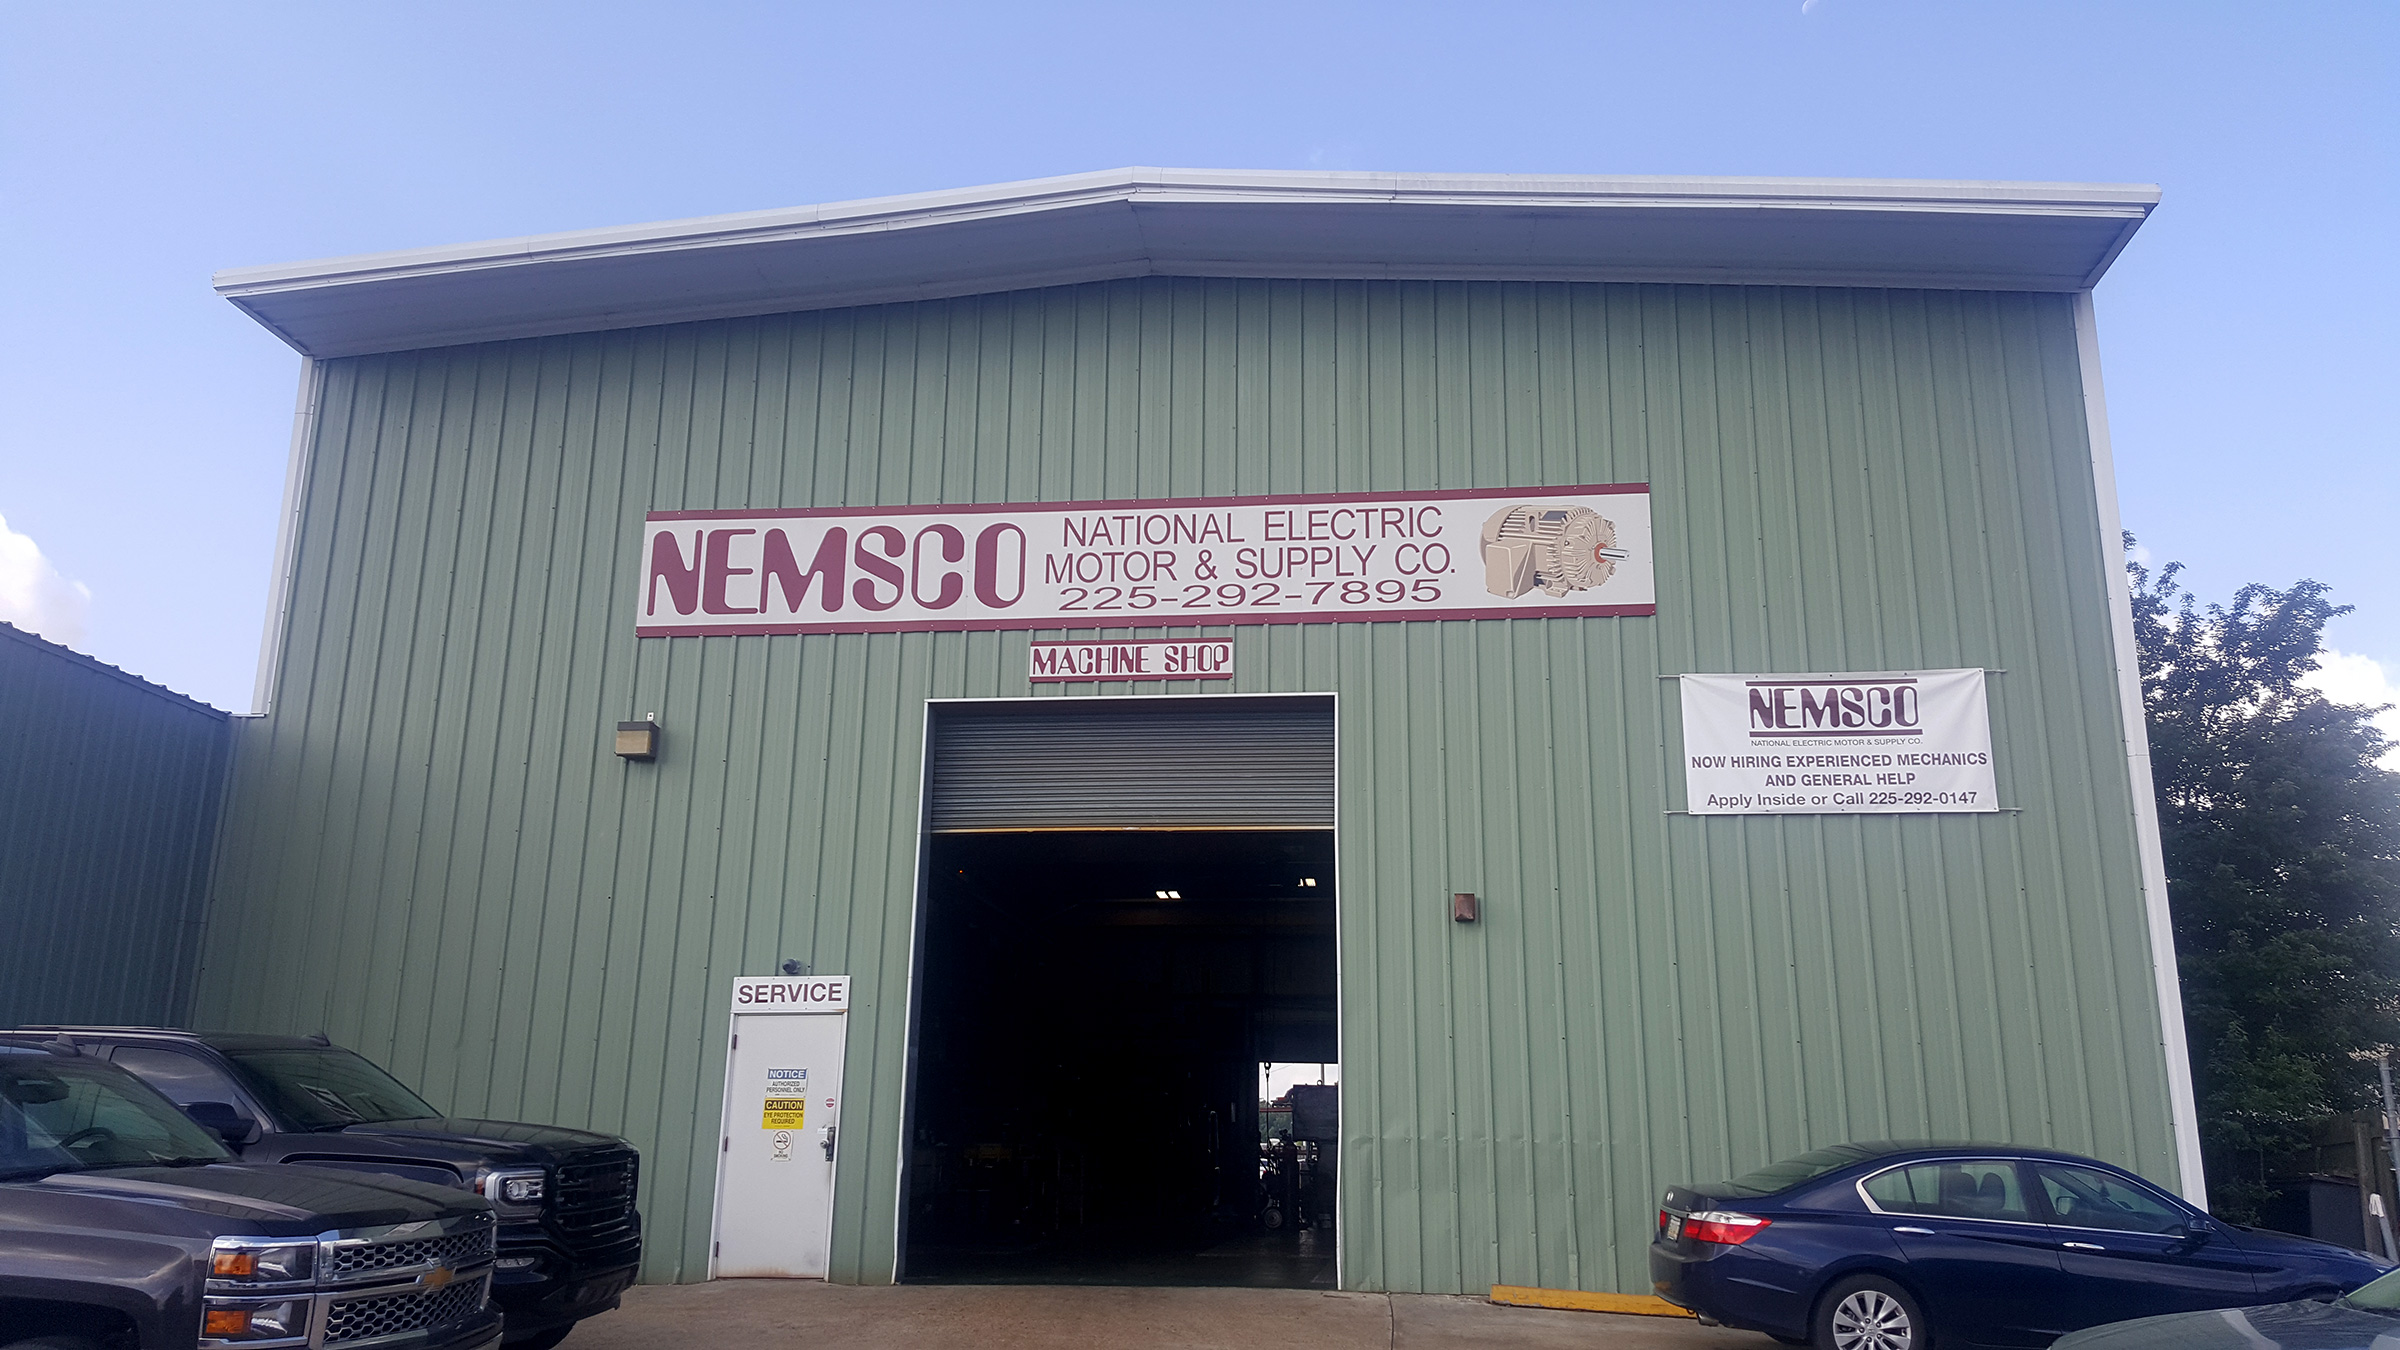 NEMSCO
NATIONAL ELECTRIC
MOTOR & SUPPLY CO.
225-292-7895
MACHINE SHOP
NEMSCO
NATIONAL ELECTRIC MOTOR & SUPPLY CO.
NOW HIRING EXPERIENCED MECHANICS
AND GENERAL HELP
Apply Inside or Call 225-292-0147
SERVICE
NOTICE
AUTHORIZED
PERSONNEL ONLY
CAUTION
EYE PROTECTION
REQUIRED
NO
SMOKING